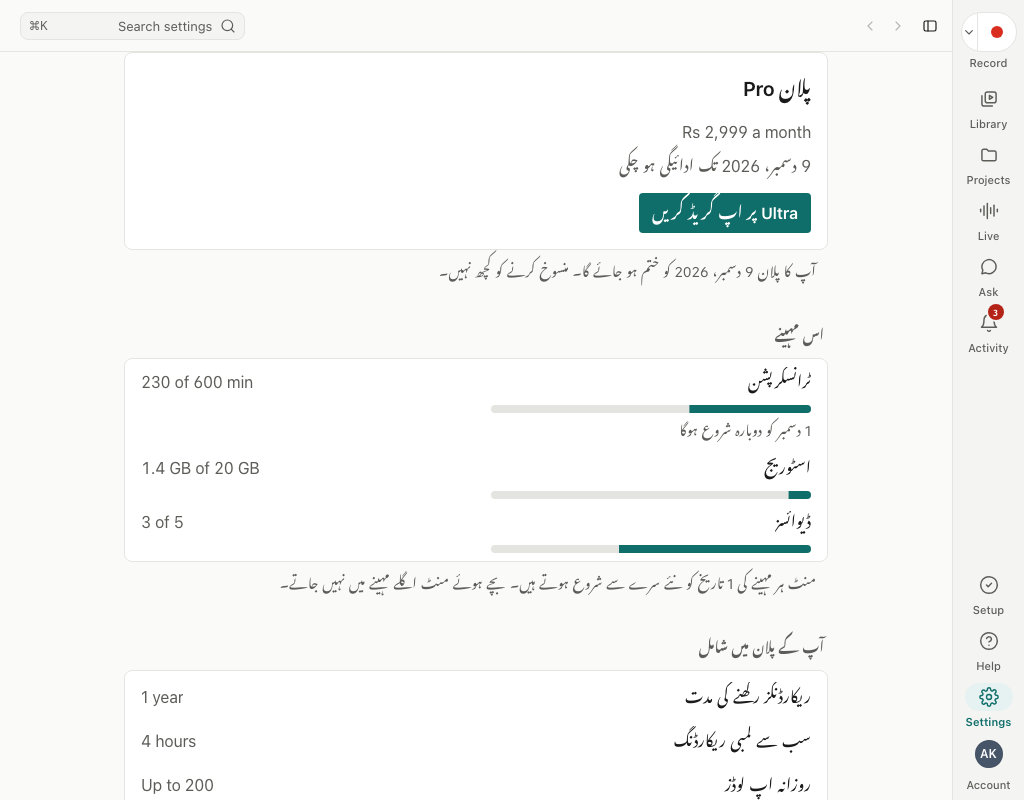 ⌘K
Search settings
Record
Library
Projects
Live
Ask
3
Activity
Setup
Help
Settings
AK
Account
پلان Pro
Rs 2,999 a month
9 دسمبر، 2026 تک ادائیگی ہو چکی
Ultra پر اپ گریڈ کریں
آپ کا پلان 9 دسمبر، 2026 کو ختم ہو جائے گا۔ منسوخ کرنے کو کچھ نہیں۔
اس مہینے
ٹرانسکرپشن
230 of 600 min
1 دسمبر کو دوبارہ شروع ہوگا
اسٹوریج
1.4 GB of 20 GB
ڈیوائسز
3 of 5
منٹ ہر مہینے کی 1 تاریخ کو نئے سرے سے شروع ہوتے ہیں۔ بچے ہوئے منٹ اگلے مہینے میں نہیں جاتے۔
آپ کے پلان میں شامل
ریکارڈنگز رکھنے کی مدت
1 year
سب سے لمبی ریکارڈنگ
4 hours
روزانہ اپ لوڈز
Up to 200